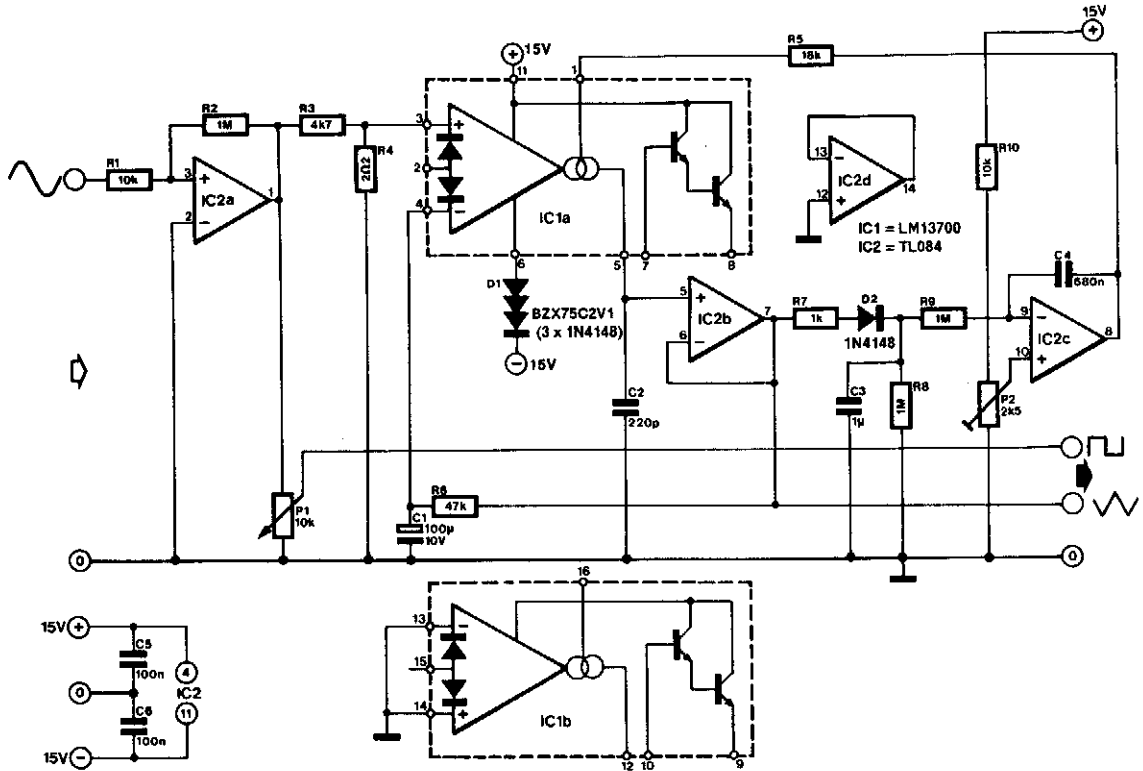 15V
+
15V
+
11
1
R5
18k
R2
1M
R3
4k7
3
+
R4
2Ω2
2
4
-
IC1a
R1
10k
3
+
IC2a
1
2
-
6
5
7
8
13
-
IC2d
12
+
14
IC1 = LM13700
IC2 = TL084
R10
10k
C4
680n
D1
BZX75C2V1
(3 x 1N4148)
-
15V
5
+
IC2b
7
6
-
R7
1k
D2
1N4148
R9
1M
9
-
IC2c
8
10
+
C2
220p
C3
1µ
R8
1M
P2
2k5
P1
10k
R6
47k
C1
100µ
10V
0
0
16
13
-
15
14
+
IC1b
12
10
9
15V
+
C5
100n
4
IC2
11
0
C6
100n
15V
-